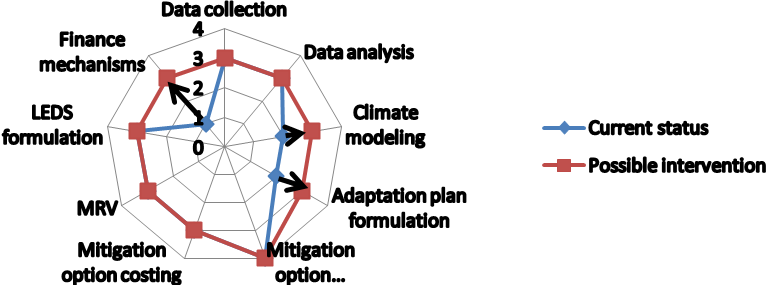 Data collection
4
3
2
1
0
Data analysis
Climate
modeling
Adaptation plan
formulation
Mitigation
option...
Mitigation
option costing
MRV
LEDS
formulation
Finance
mechanisms
Current status
Possible intervention